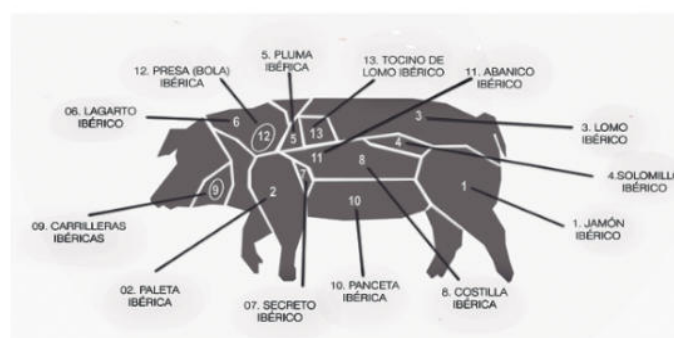 5. PLUMA
IBÉRICA
13. TOCINO DE
LOMO IBÉRICO
12. PRESA (BOLA)
IBÉRICA
11. ABANICO
IBÉRICO
06. LAGARTO
IBÉRICO
3. LOMO
IBÉRICO
4.SOLOMILLO
IBÉRICO
09. CARRILLERAS
IBÉRICAS
1. JAMÓN
IBÉRICO
02. PALETA
IBÉRICA
07. SECRETO
IBÉRICO
10. PANCETA
IBÉRICA
8. COSTILLA
IBÉRICA
6
12
5
13
3
4
11
8
7
9
2
1
10